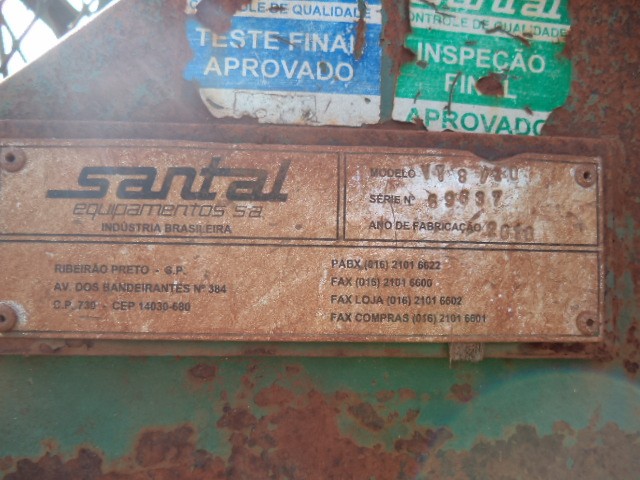 CONTROLE DE QUALIDADE
TESTE FINAL
APROVADO
santal
CONTROLE DE QUALIDADE
INSPEÇÃO
FINAL
APROVADO
santal
equipamentos s.a.
INDÚSTRIA BRASILEIRA
MODELO
SÉRIE Nº
ANO DE FABRICAÇÃO 2010
RIBEIRÃO PRETO - S.P.
AV. DOS BANDEIRANTES Nº 384
C.P. 730 - CEP 14030-680
PABX (016) 2101 6622
FAX (016) 2101 6600
FAX LOJA (016) 2101 6602
FAX COMPRAS (016) 2101 6601